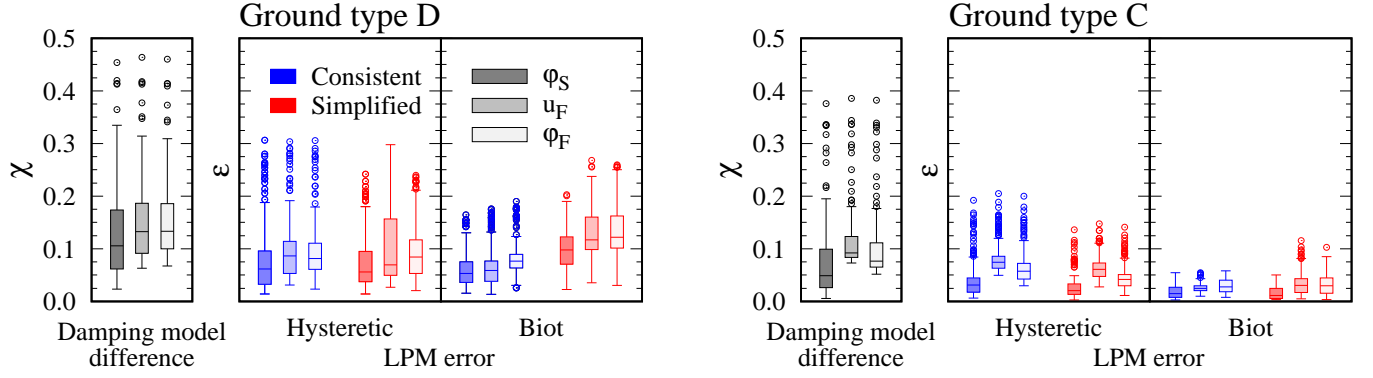 Ground type D
χ
0.5
0.4
0.3
0.2
0.1
0.0
ε
Consistent
Simplified
φS
uF
φF
Damping model
difference
Hysteretic
Biot
LPM error
Ground type C
χ
0.5
0.4
0.3
0.2
0.1
0.0
ε
Damping model
difference
Hysteretic
Biot
LPM error